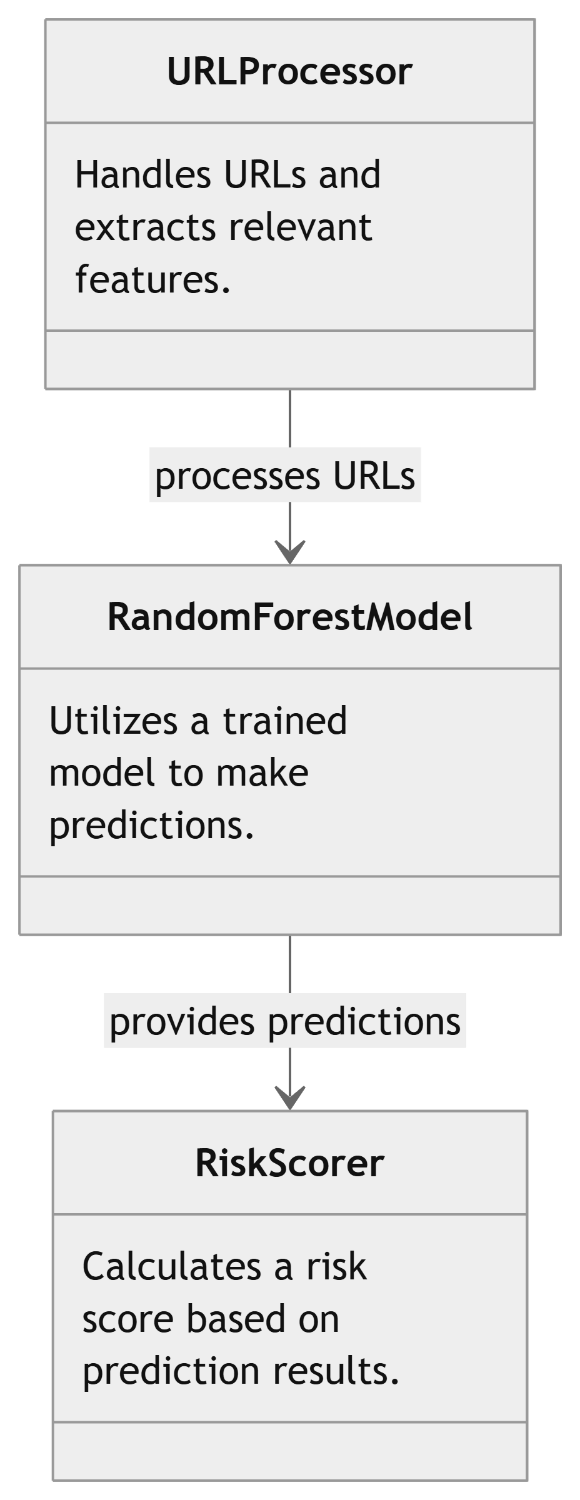 URLProcessor
Handles URLs and
extracts relevant
features.
processes URLs
RandomForestModel
Utilizes a trained
model to make
predictions.
provides predictions
RiskScorer
Calculates a risk
score based on
prediction results.